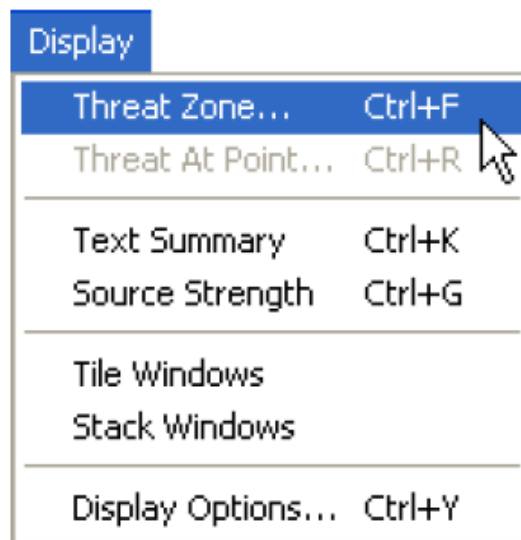 Display
Threat Zone... Ctrl+F
Threat At Point... Ctrl+R
Text Summary Ctrl+K
Source Strength Ctrl+G
Tile Windows
Stack Windows
Display Options... Ctrl+Y